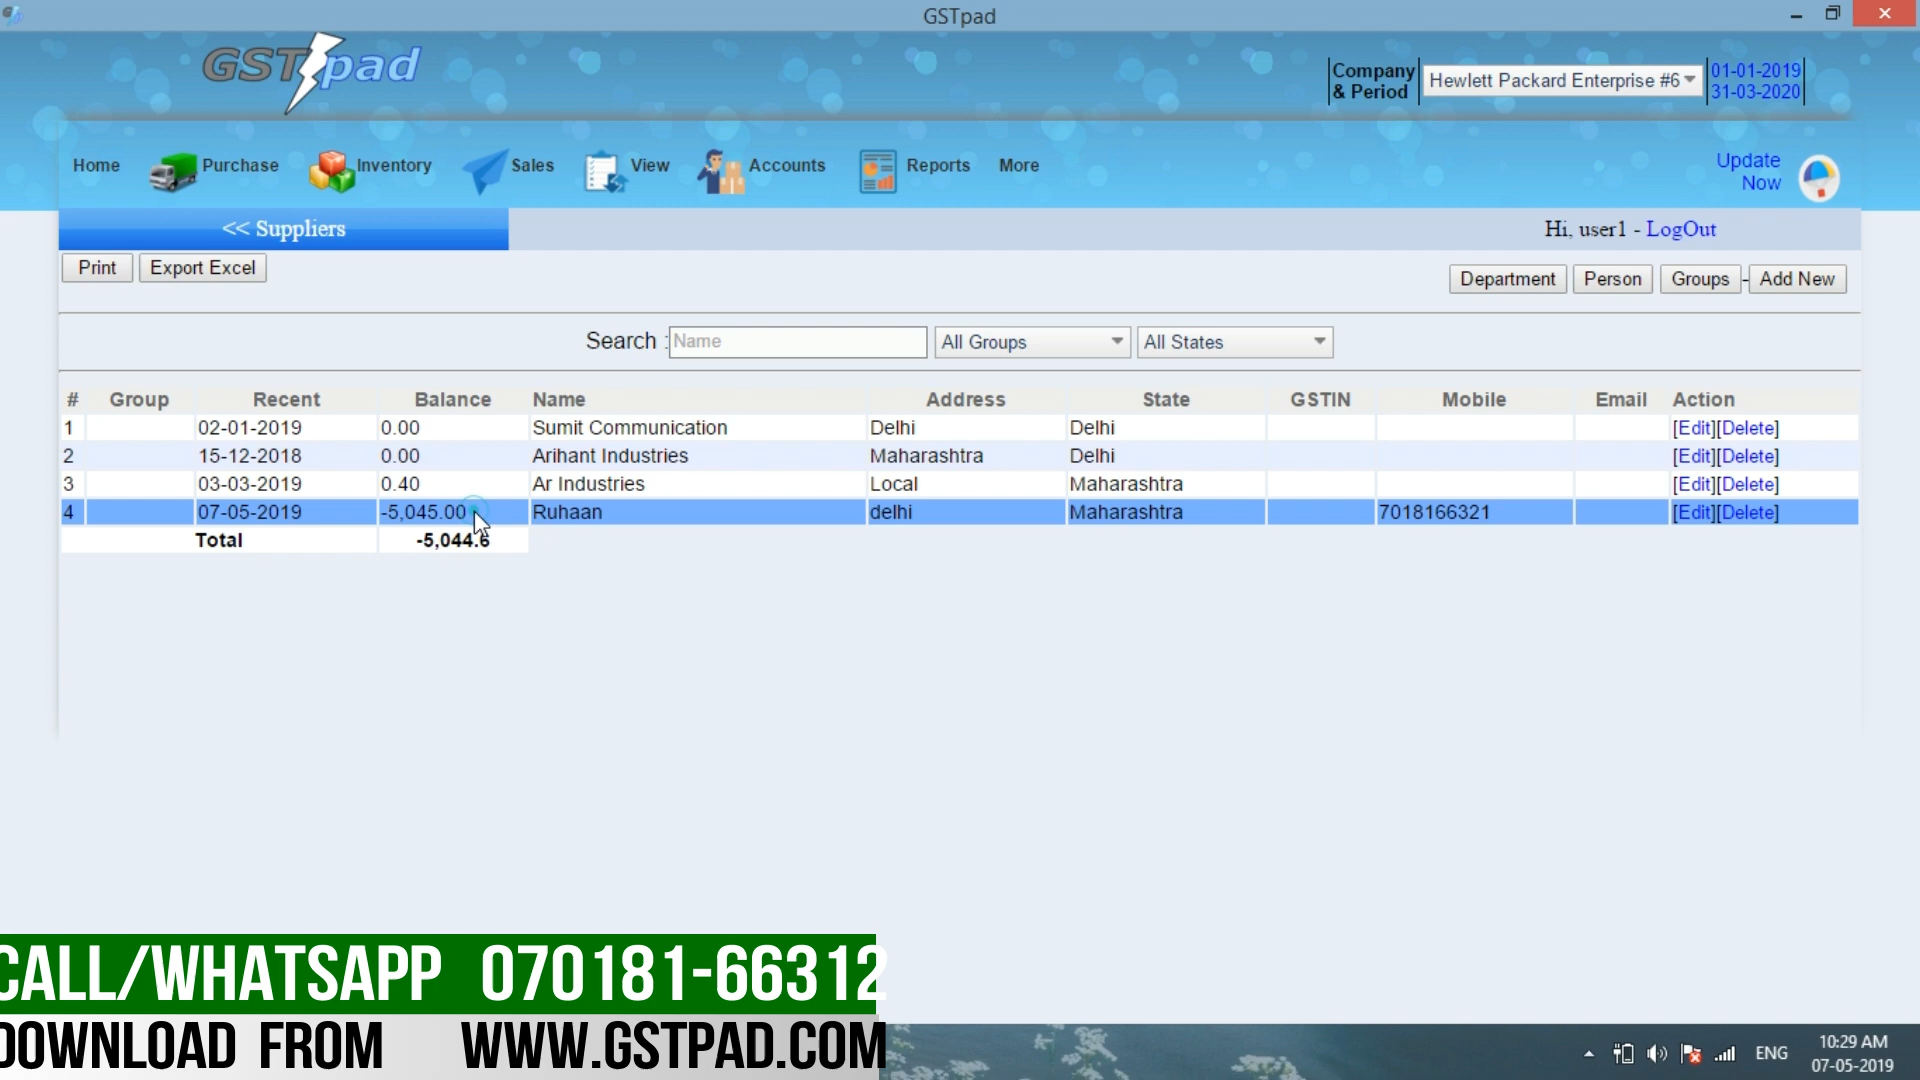 GSTpad
GSTpad
Company & Period
Hewlett Packard Enterprise #6
01-01-2019
31-03-2020
Home Purchase Inventory Sales View Accounts Reports More
Update Now
<< Suppliers
Hi, user1 - LogOut
Print Export Excel
Department Person Groups - Add New
Search : Name All Groups All States
# Group Recent Balance Name Address State GSTIN Mobile Email Action
1 02-01-2019 0.00 Sumit Communication Delhi Delhi [Edit][Delete]
2 15-12-2018 0.00 Arihant Industries Maharashtra Delhi [Edit][Delete]
3 03-03-2019 0.40 Ar Industries Local Maharashtra [Edit][Delete]
4 07-05-2019 -5,045.00 Ruhaan delhi Maharashtra 7018166321 [Edit][Delete]
Total -5,044.6
CALL/WHATSAPP 070181-66312
DOWNLOAD FROM WWW.GSTPAD.COM
ENG
10:29 AM
07-05-2019